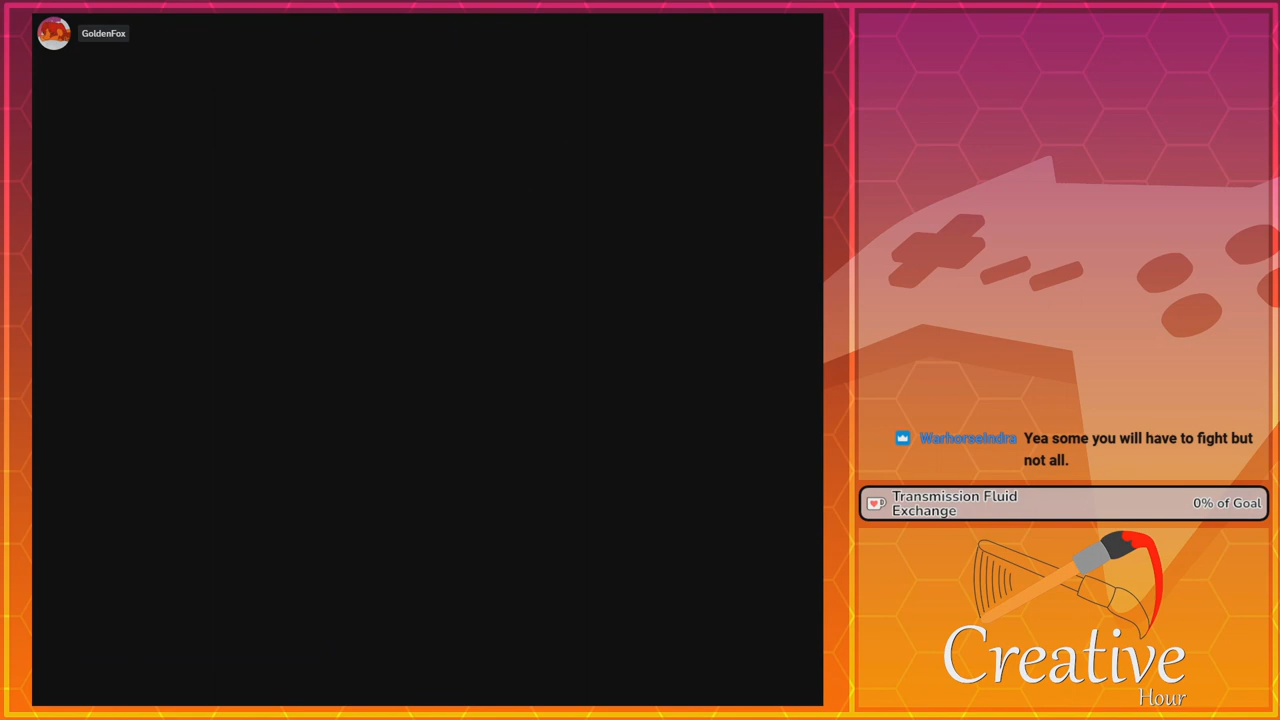 GoldenFox
WarhorseIndra Yea some you will have to fight but
not all.
Transmission Fluid
Exchange
0% of Goal
Creative
Hour